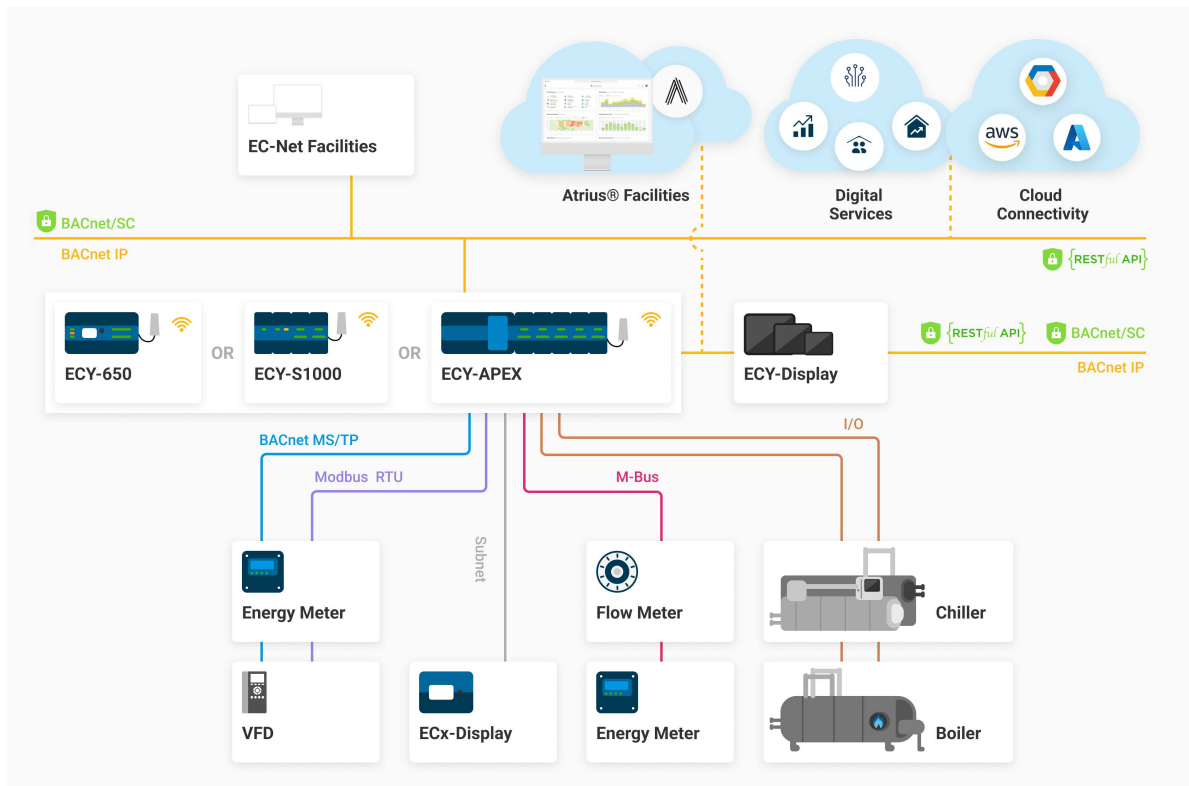 EC-Net Facilities
Atrius® Facilities
aws
Digital
Services
Cloud
Connectivity
BACnet/SC
BACnet IP
{RESTful API}
ECY-650
OR
ECY-S1000
OR
ECY-APEX
ECY-Display
{RESTful API}
BACnet/SC
BACnet IP
BACnet MS/TP
Modbus RTU
Subnet
M-Bus
I/O
Energy Meter
Flow Meter
Chiller
VFD
ECx-Display
Energy Meter
Boiler